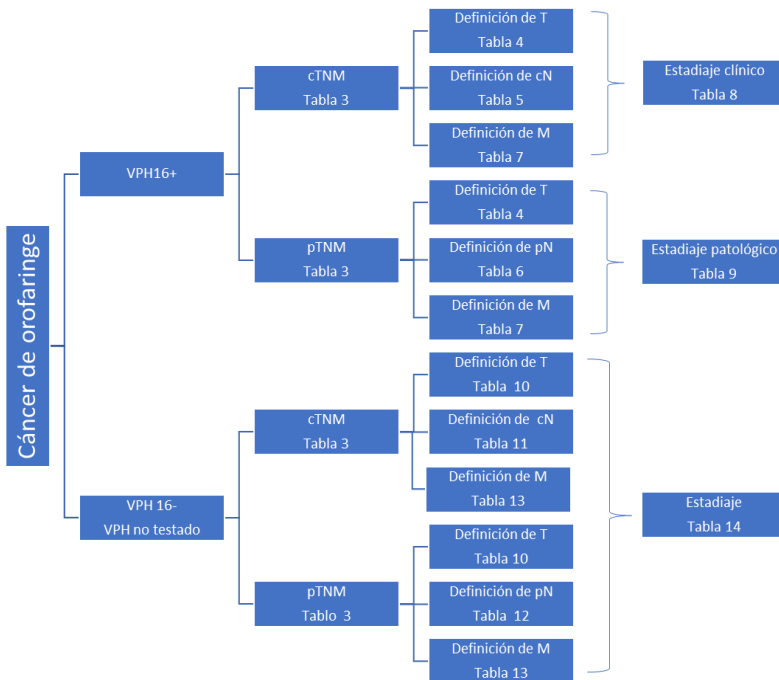 Cáncer de orofaringe
VPH16+
cTNM
Tabla 3
Definición de T
Tabla 4
Definición de cN
Tabla 5
Definición de M
Tabla 7
Estadiaje clínico
Tabla 8
pTNM
Tabla 3
Definición de T
Tabla 4
Definición de pN
Tabla 6
Definición de M
Tabla 7
Estadiaje patológico
Tabla 9
VPH 16-
VPH no testado
cTNM
Tabla 3
Definición de T
Tabla 10
Definición de cN
Tabla 11
Definición de M
Tabla 13
pTNM
Tablo 3
Definición de T
Tabla 10
Definición de pN
Tabla 12
Definición de M
Tabla 13
Estadiaje
Tabla 14